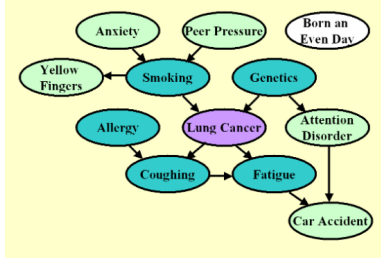 Anxiety
Peer Pressure
Born an
Even Day
Yellow
Fingers
Smoking
Genetics
Allergy
Lung Cancer
Attention
Disorder
Coughing
Fatigue
Car Accident